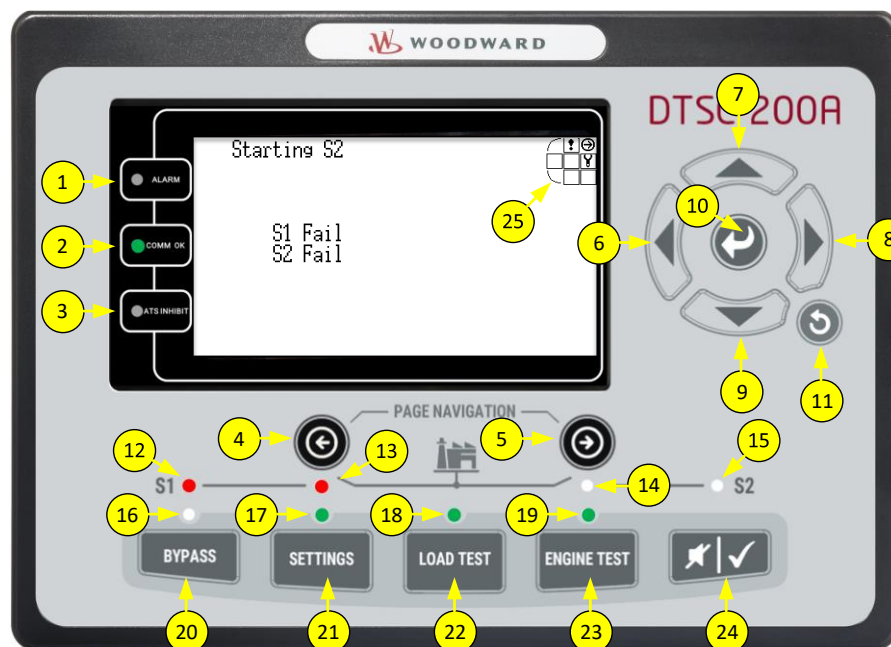 WOODWARD
DTSC 200A
7
Starting S2
S1 Fail
S2 Fail
25
1
ALARM
2
COMM OK
3
ATS INHIBIT
10
6
8
9
11
PAGE NAVIGATION
4
5
12
13
14
15
S1
S2
16
17
18
19
BYPASS
SETTINGS
LOAD TEST
ENGINE TEST
20
21
22
23
24